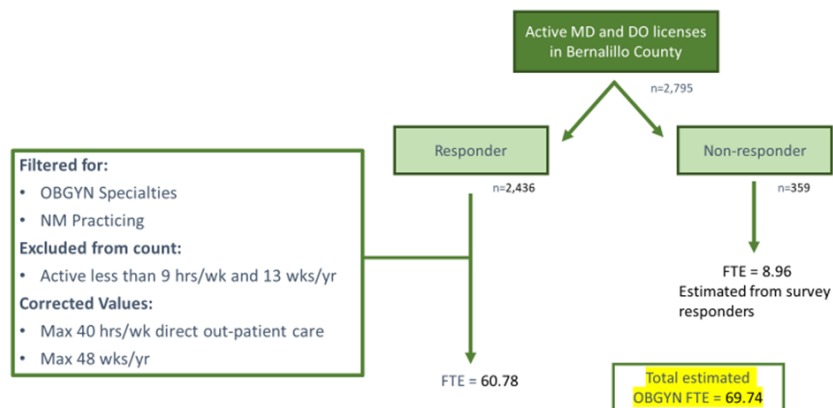 Active MD and DO licenses
in Bernalillo County
n=2,795
Responder
Non-responder
n=2,436
n=359
Filtered for:
• OBGYN Specialties
• NM Practicing
Excluded from count:
• Active less than 9 hrs/wk and 13 wks/yr
Corrected Values:
• Max 40 hrs/wk direct out-patient care
• Max 48 wks/yr
FTE = 8.96
Estimated from survey
responders
FTE = 60.78
Total estimated
OBGYN FTE = 69.74